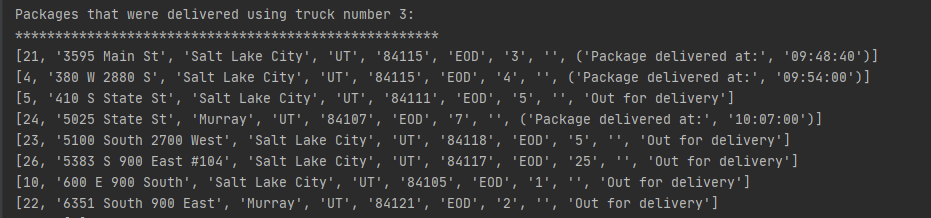 Packages that were delivered using truck number 3:
*****************************************************
[21, '3595 Main St', 'Salt Lake City', 'UT', '84115', 'EOD', '3', '', ('Package delivered at:', '09:48:40')]
[4, '380 W 2880 S', 'Salt Lake City', 'UT', '84115', 'EOD', '4', '', ('Package delivered at:', '09:54:00')]
[5, '410 S State St', 'Salt Lake City', 'UT', '84111', 'EOD', '5', '', 'Out for delivery']
[24, '5025 State St', 'Murray', 'UT', '84107', 'EOD', '7', '', ('Package delivered at:', '10:07:00')]
[23, '5100 South 2700 West', 'Salt Lake City', 'UT', '84118', 'EOD', '5', '', 'Out for delivery']
[26, '5383 S 900 East #104', 'Salt Lake City', 'UT', '84117', 'EOD', '25', '', 'Out for delivery']
[10, '600 E 900 South', 'Salt Lake City', 'UT', '84105', 'EOD', '1', '', 'Out for delivery']
[22, '6351 South 900 East', 'Murray', 'UT', '84121', 'EOD', '2', '', 'Out for delivery']